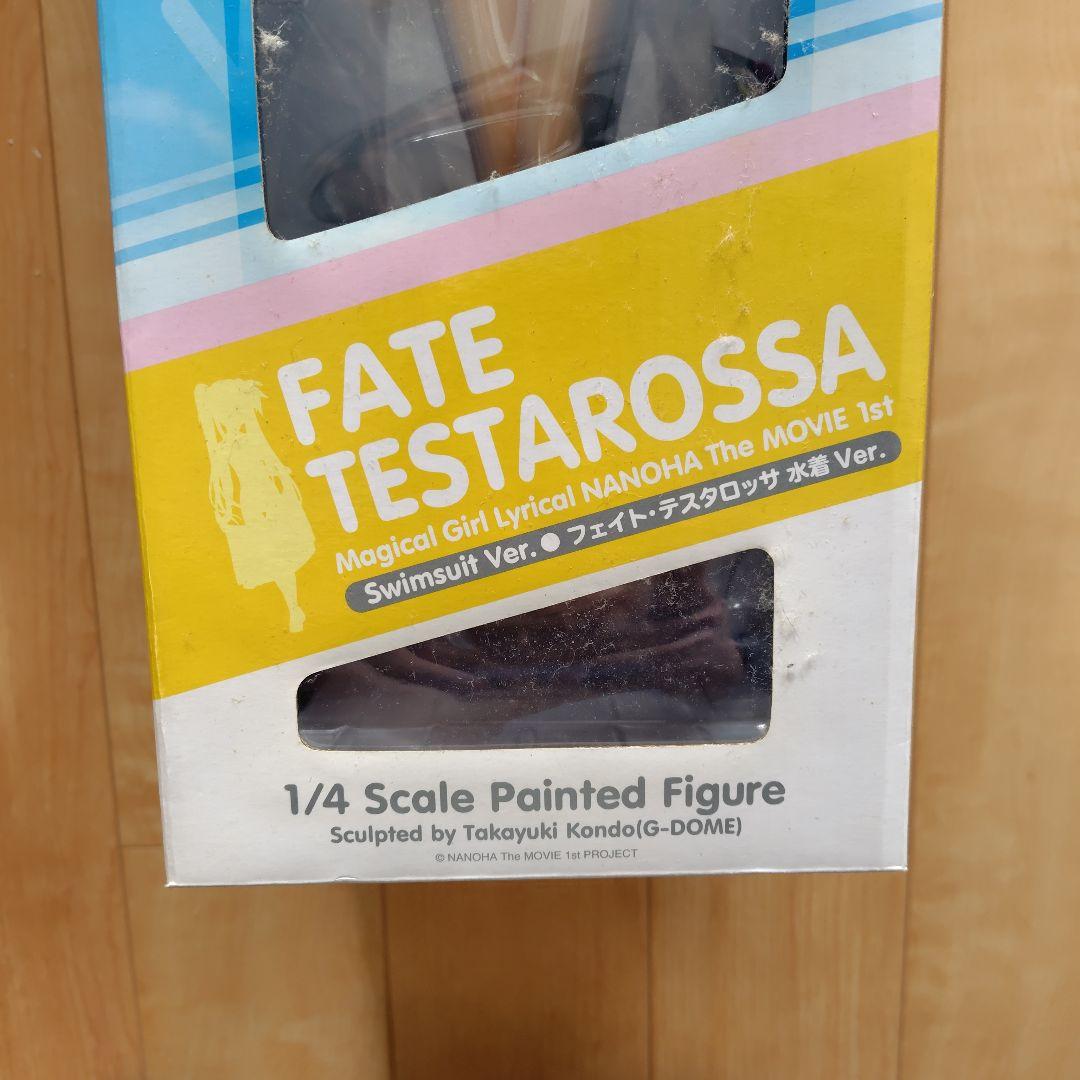 FATE
TESTAROSSA
Magical Girl Lyrical NANOHA The MOVIE 1st
Swimsuit Ver. ● フェイト・テスタロッサ 水着 Ver.
1/4 Scale Painted Figure
Sculpted by Takayuki Kondo(G-DOME)
© NANOHA The MOVIE 1st PROJECT